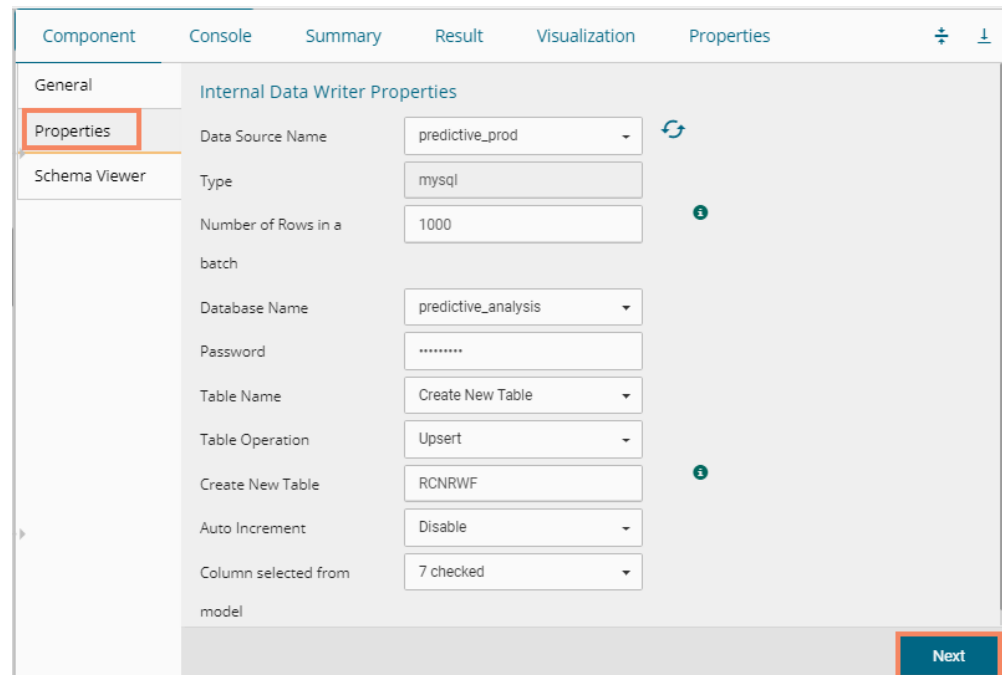 Component Console Summary Result Visualization Properties
General
Properties
Schema Viewer
Internal Data Writer Properties
Data Source Name predictive_prod
Type mysql
Number of Rows in a 1000
batch
Database Name predictive_analysis
Password •••••••••
Table Name Create New Table
Table Operation Upsert
Create New Table RCNRWF
Auto Increment Disable
Column selected from 7 checked
model
Next